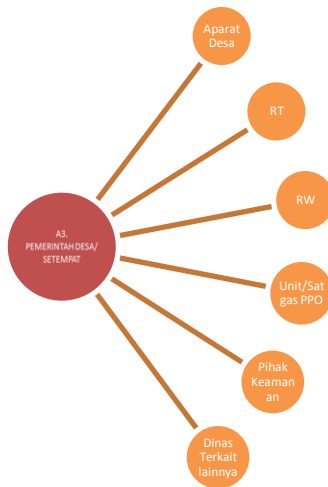 Aparat
Desa
RT
RW
A3.
PEMERINTAH DESA/
SETEMPAT
Unit/Sat
gas PPO
Pihak
Keaman
an
Dinas
Terkait
lainnya